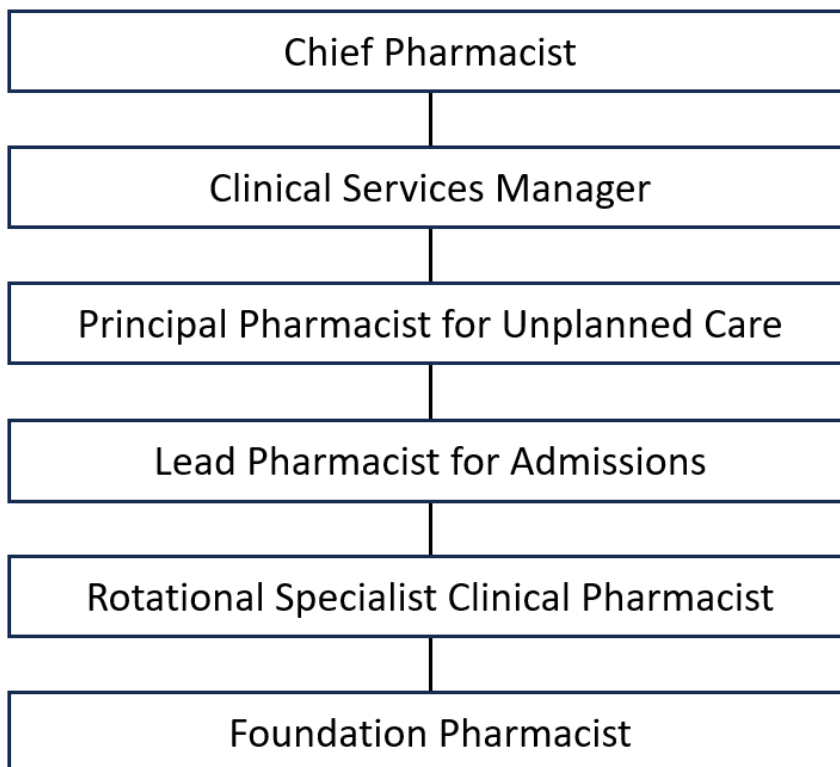 Chief Pharmacist
Clinical Services Manager
Principal Pharmacist for Unplanned Care
Lead Pharmacist for Admissions
Rotational Specialist Clinical Pharmacist
Foundation Pharmacist